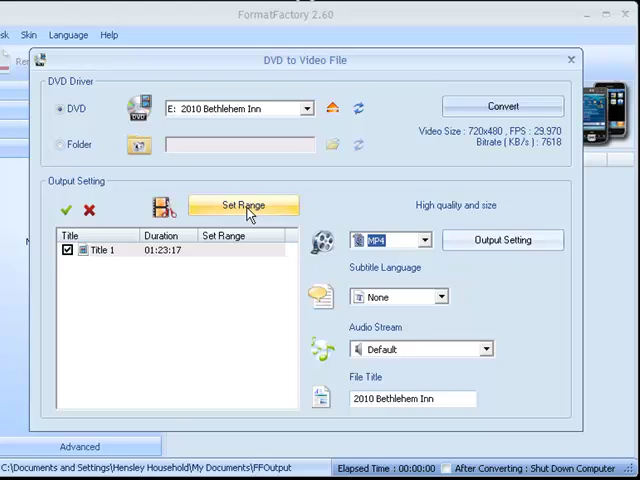 FormatFactory 2.60
sk Skin Language Help
DVD to Video File
DVD Driver
DVD
DVD
E: 2010 Bethlehem Inn
Convert
Video Size : 720x480 , FPS : 29.970
Bitrate ( KB/s ) : 7618
Folder
Output Setting
Set Range
High quality and size
Title Duration Set Range
Title 1 01:23:17
MP4
Output Setting
Subtitle Language
None
Audio Stream
Default
File Title
2010 Bethlehem Inn
Advanced
C:\Documents and Settings\Hensley Household\My Documents\FFOutput
Elapsed Time : 00:00:00
After Converting : Shut Down Computer